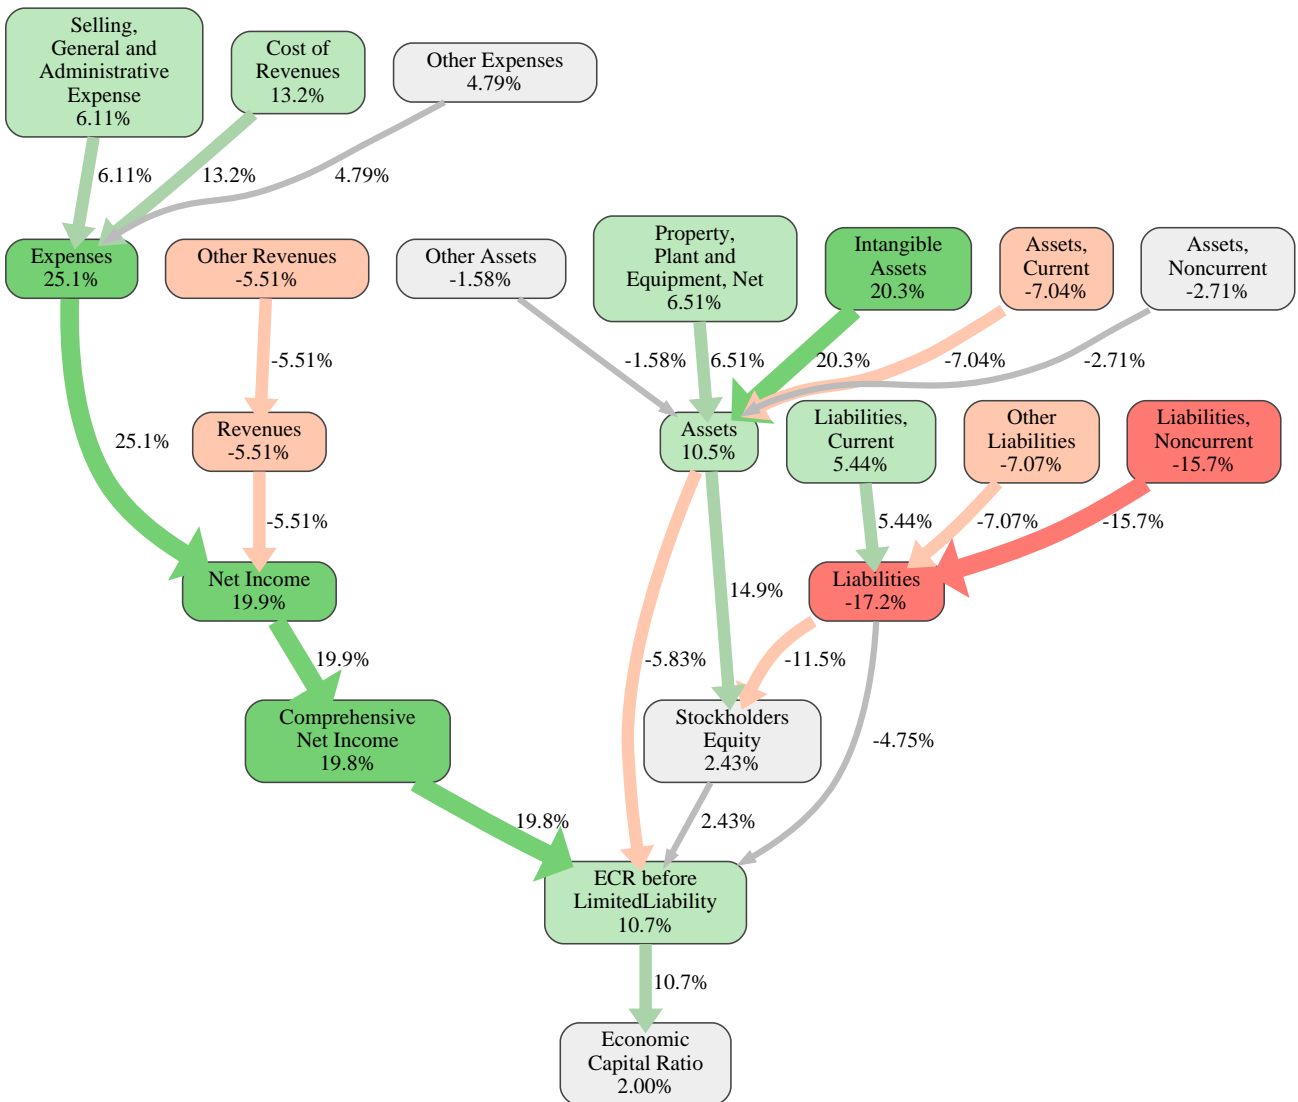 Selling,
General and
Administrative
Expense
6.11%
Cost of
Revenues
13.2%
Other Expenses
4.79%
6.11%
13.2%
4.79%
Expenses
25.1%
Other Revenues
-5.51%
Other Assets
-1.58%
Property,
Plant and
Equipment, Net
6.51%
Intangible
Assets
20.3%
Assets,
Current
-7.04%
Assets,
Noncurrent
-2.71%
-5.51%
-1.58%
6.51%
20.3%
-7.04%
-2.71%
25.1%
Revenues
-5.51%
Assets
10.5%
Liabilities,
Current
5.44%
Other
Liabilities
-7.07%
Liabilities,
Noncurrent
-15.7%
-5.51%
5.44%
-7.07%
-15.7%
Net Income
19.9%
14.9%
Liabilities
-17.2%
19.9%
-5.83%
-11.5%
Comprehensive
Net Income
19.8%
Stockholders
Equity
2.43%
-4.75%
19.8%
2.43%
ECR before
LimitedLiability
10.7%
10.7%
Economic
Capital Ratio
2.00%